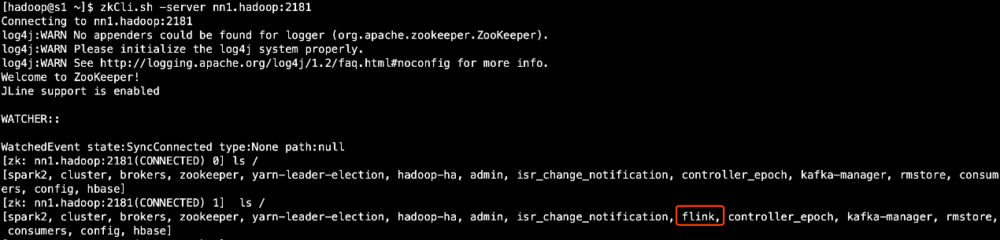 [hadoop@s1 ~]$ zkCli.sh -server nn1.hadoop:2181
Connecting to nn1.hadoop:2181
log4j:WARN No appenders could be found for logger (org.apache.zookeeper.ZooKeeper).
log4j:WARN Please initialize the log4j system properly.
log4j:WARN See http://logging.apache.org/log4j/1.2/faq.html#noconfig for more info.
Welcome to ZooKeeper!
JLine support is enabled
WATCHER::
WatchedEvent state:SyncConnected type:None path:null
[zk: nn1.hadoop:2181(CONNECTED) 0] ls /
[spark2, cluster, brokers, zookeeper, yarn-leader-election, hadoop-ha, admin, isr_change_notification, controller_epoch, kafka-manager, rmstore, consum
ers, config, hbase]
[zk: nn1.hadoop:2181(CONNECTED) 1]  ls /
[spark2, cluster, brokers, zookeeper, yarn-leader-election, hadoop-ha, admin, isr_change_notification, flink, controller_epoch, kafka-manager, rmstore,
 consumers, config, hbase]